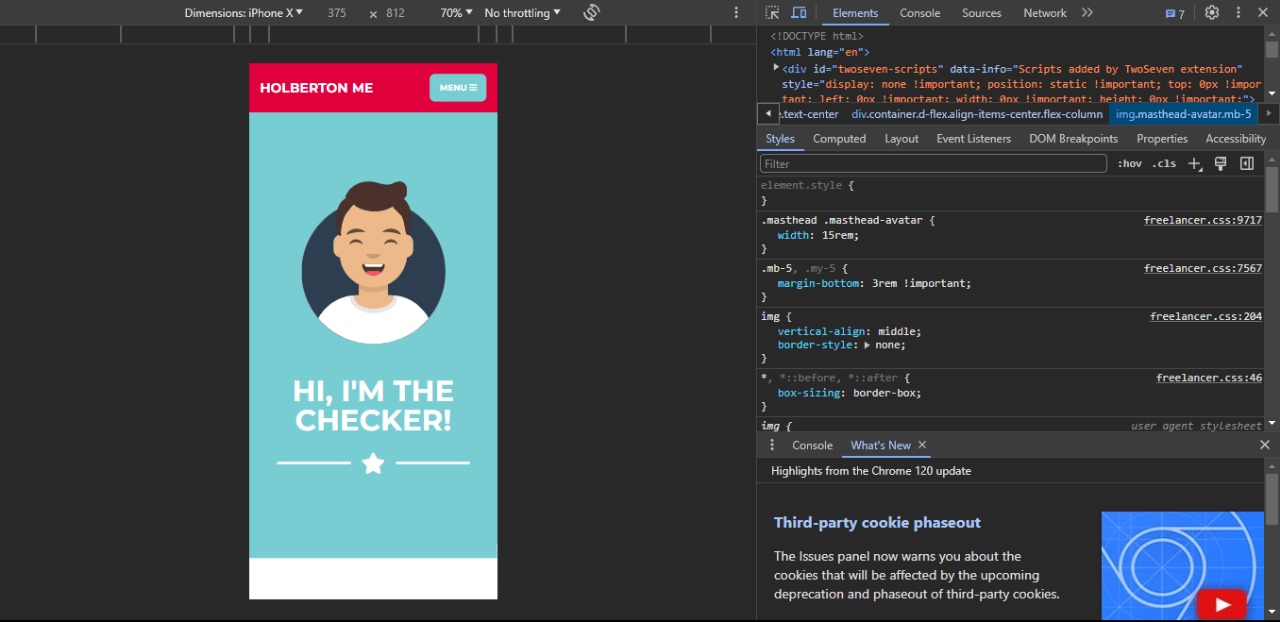 Dimensions: iPhone X ▼ 375 × 812 70% ▼ No throttling ▼
HOLBERTON ME MENU
HI, I'M THE
CHECKER!
Elements Console Sources Network 7
<!DOCTYPE html>
<html lang="en">
<div id="twoseven-scripts" data-info="Scripts added by TwoSeven extension"
style="display: none !important; position: static !important; top: 0px !impor
tant; left: 0px !important; width: 0px !important; height: 0px !important;">
.text-center div.container.d-flex.align-items-center.flex-column img.masthead-avatar.mb-5
Styles Computed Layout Event Listeners DOM Breakpoints Properties Accessibility
Filter :hov .cls
element.style {
}
.masthead .masthead-avatar { freelancer.css:9717
width: 15rem;
}
.mb-5, .my-5 { freelancer.css:7567
margin-bottom: 3rem !important;
}
img { freelancer.css:204
vertical-align: middle;
border-style: ▶ none;
}
*, *::before, *::after { freelancer.css:46
box-sizing: border-box;
}
img { user agent stylesheet
Console What's New ×
Highlights from the Chrome 120 update
Third-party cookie phaseout
The Issues panel now warns you about the
cookies that will be affected by the upcoming
deprecation and phaseout of third-party cookies.